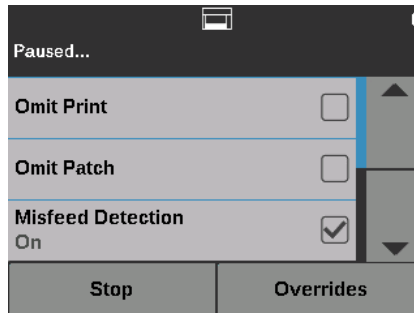 Paused...
Omit Print
Omit Patch
Misfeed Detection
On
Stop
Overrides